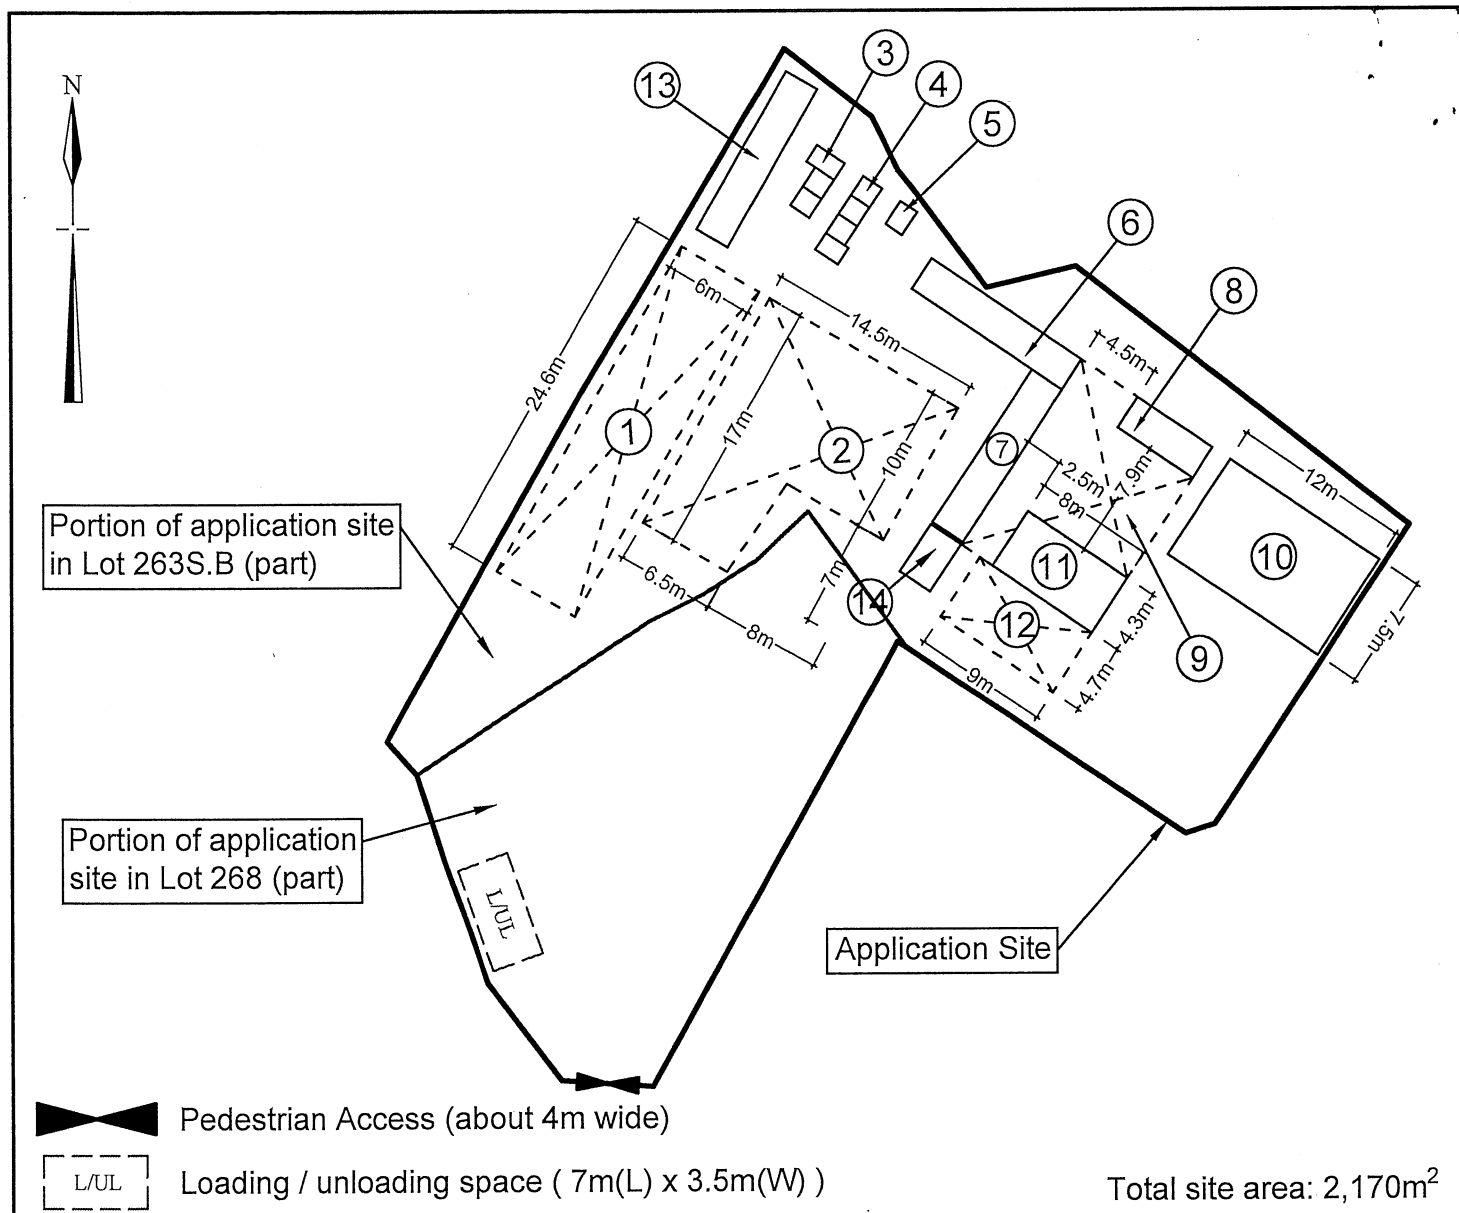 N
13
3
4
5
6
8
24.6m
6m
14.5m
4.5m
1
17m
2
10m
7
2.5m
7.9m
8m
12m
10
11
Portion of application site
in Lot 263S.B (part)
6.5m
8m
7m
14
12
4.3m
9
7.5m
9m
4.7m
Portion of application
site in Lot 268 (part)
L/UL
Application Site
Pedestrian Access (about 4m wide)
L/UL
Loading / unloading space ( 7m(L) x 3.5m(W) )
Total site area: 2,170m²